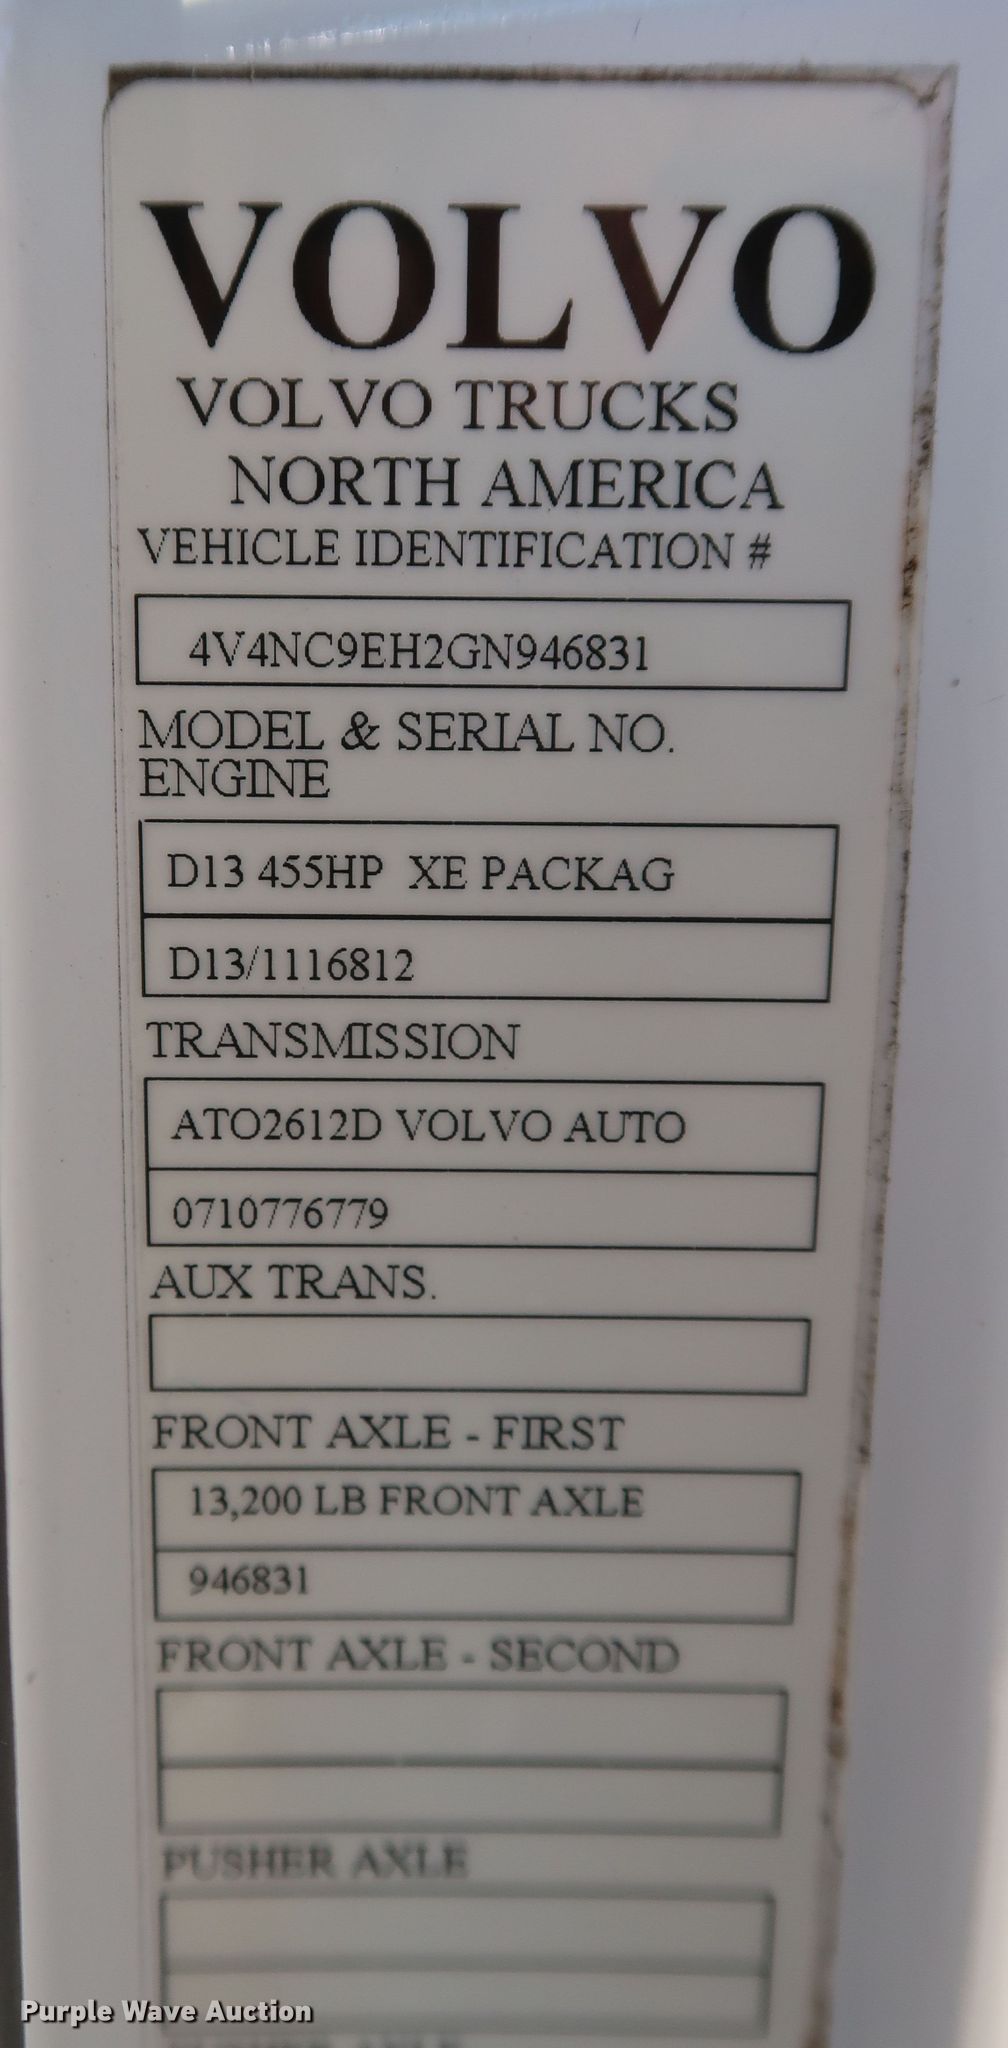 VOLVO
VOLVO TRUCKS
NORTH AMERICA
VEHICLE IDENTIFICATION #
4V4NC9EH2GN946831
MODEL & SERIAL NO.
ENGINE
D13 455HP XE PACKAG
D13/1116812
TRANSMISSION
ATO2612D VOLVO AUTO
0710776779
AUX TRANS.
FRONT AXLE - FIRST
13,200 LB FRONT AXLE
946831
FRONT AXLE - SECOND
PUSHER AXLE
Purple Wave Auction